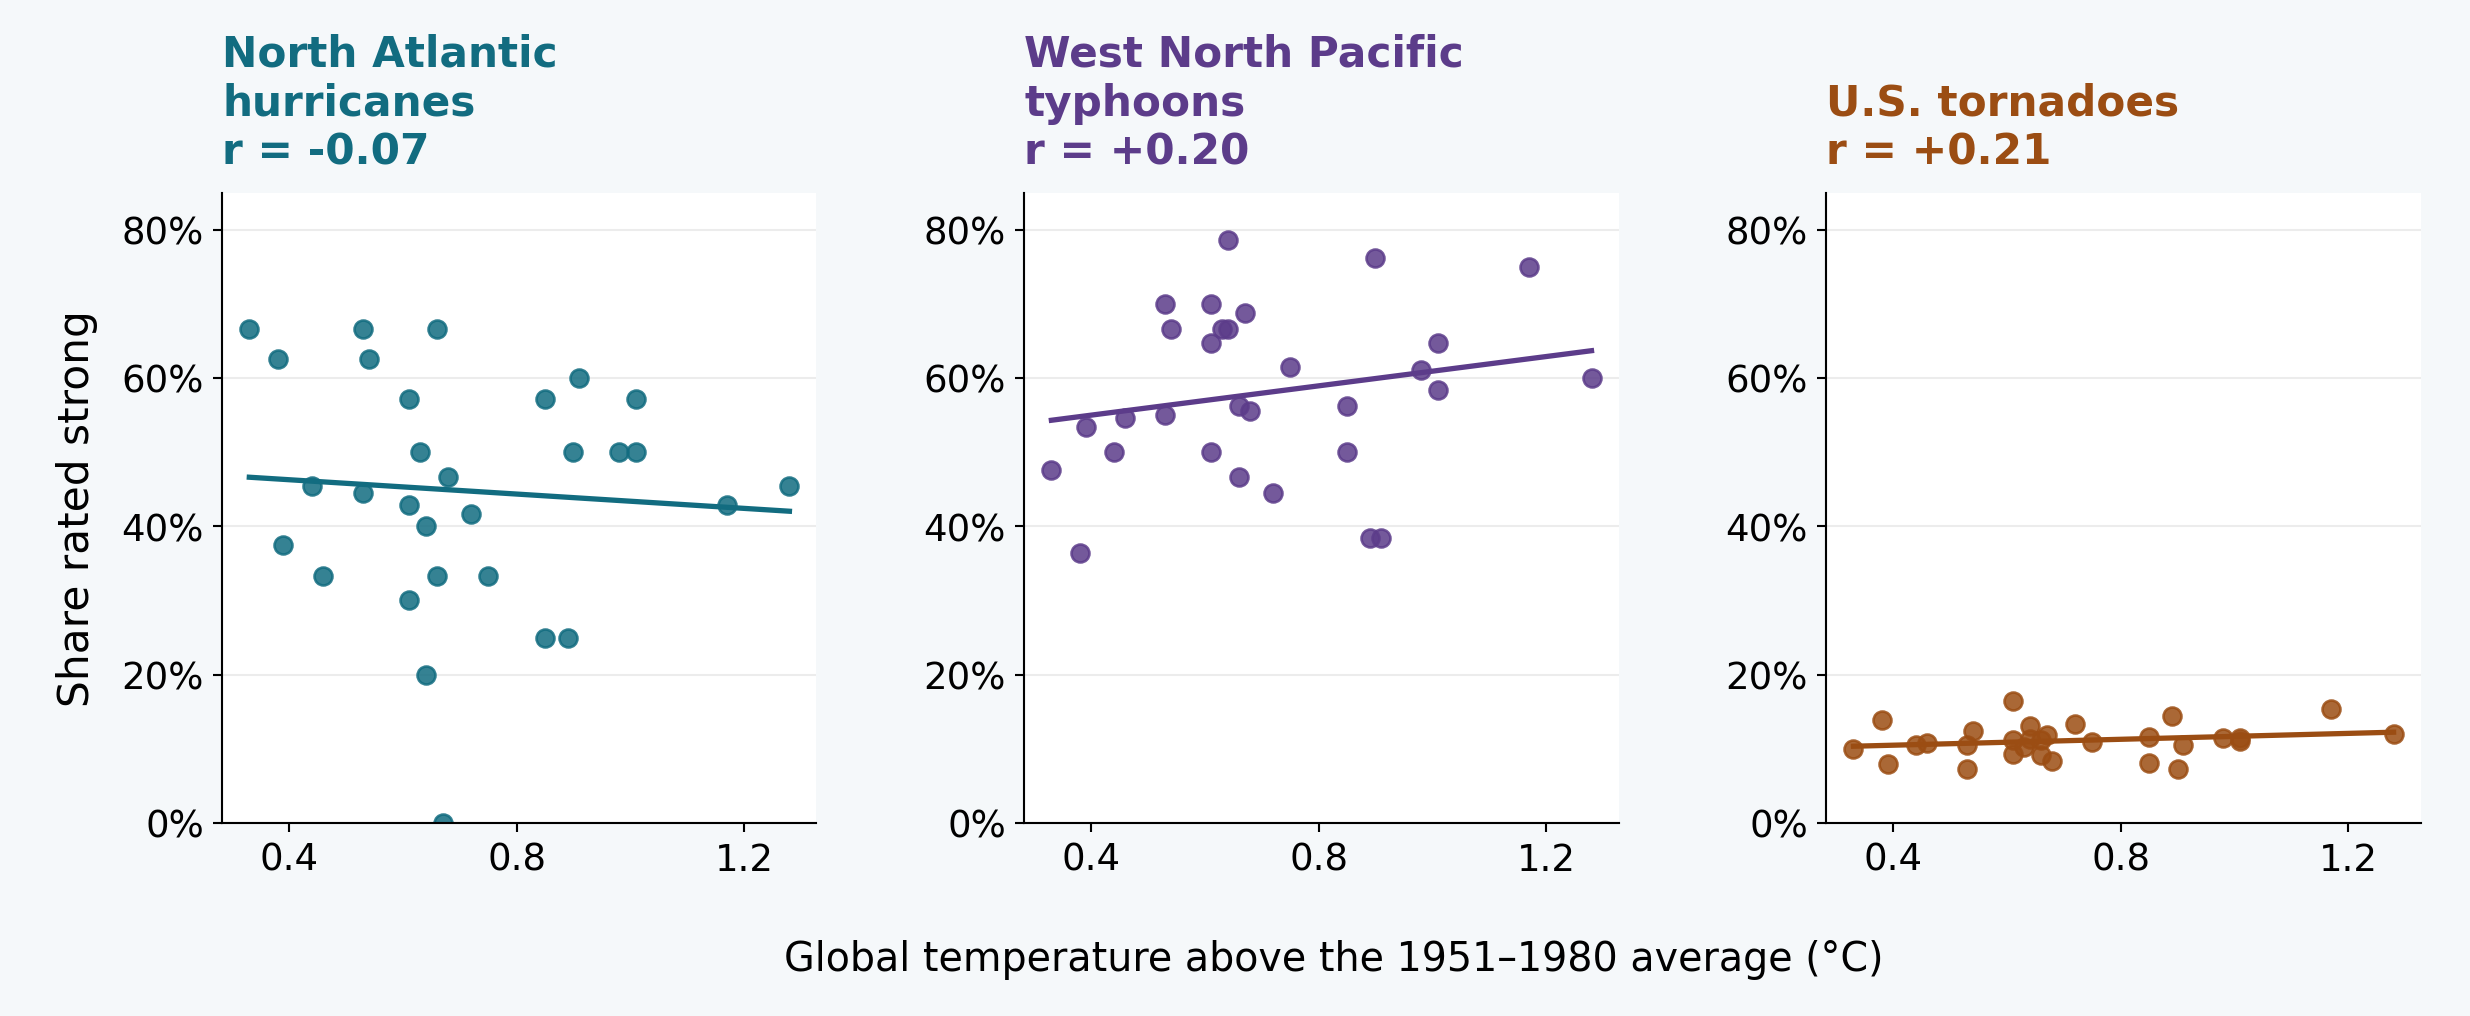 North Atlantic
hurricanes
r = -0.07
West North Pacific
typhoons
r = +0.20
U.S. tornadoes
r = +0.21
Share rated strong
80%
60%
40%
20%
0%
0.4
0.8
1.2
80%
60%
40%
20%
0%
0.4
0.8
1.2
80%
60%
40%
20%
0%
0.4
0.8
1.2
Global temperature above the 1951–1980 average (°C)